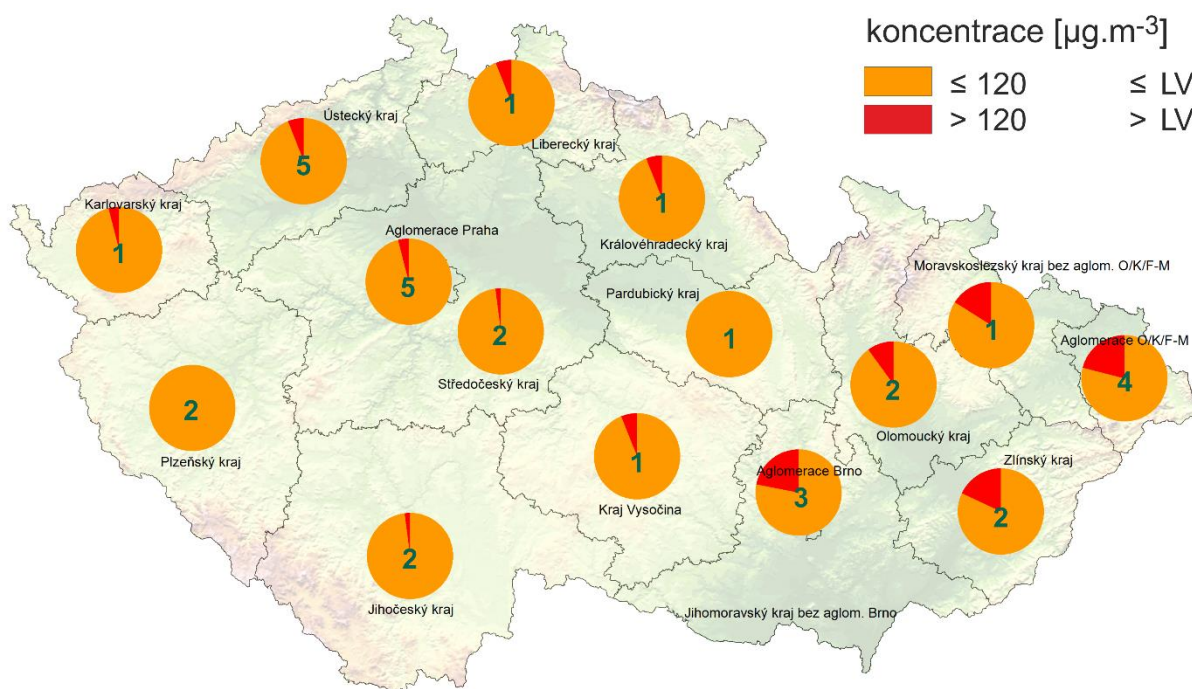 koncentrace [µg.m⁻³]
≤ 120 ≤ LV
> 120 > LV
Ústecký kraj
5
1
Liberecký kraj
Karlovarský kraj
1
1
Královéhradecký kraj
Aglomerace Praha
5
Moravskoslezský kraj bez aglom. O/K/F-M
1
Pardubický kraj
1
2
Středočeský kraj
Aglomerace O/K/F-M
4
2
Olomoucký kraj
2
Plzeňský kraj
1
Kraj Vysočina
Aglomerace Brno
3
Zlínský kraj
2
2
Jihočeský kraj
Jihomoravský kraj bez aglom. Brno